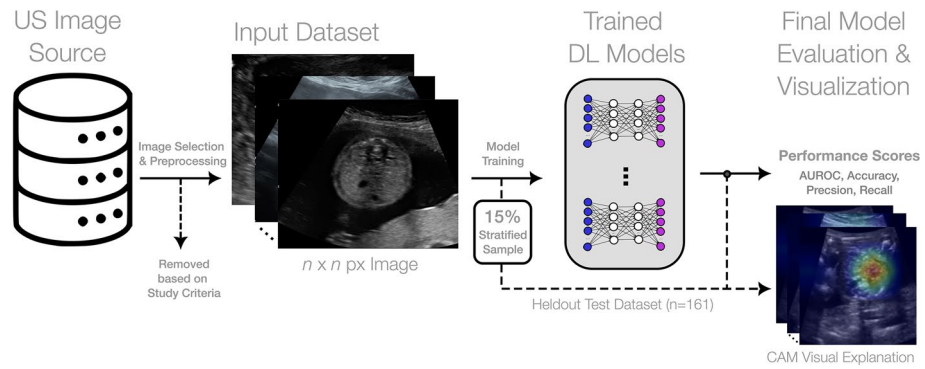 US Image
Source
Input Dataset
Trained
DL Models
Final Model
Evaluation &
Visualization
Image Selection
& Preprocessing
Removed
based on
Study Criteria
n x n px Image
Model
Training
15%
Stratified
Sample
Heldout Test Dataset (n=161)
Performance Scores
AUROC, Accuracy,
Precsion, Recall
CAM Visual Explanation